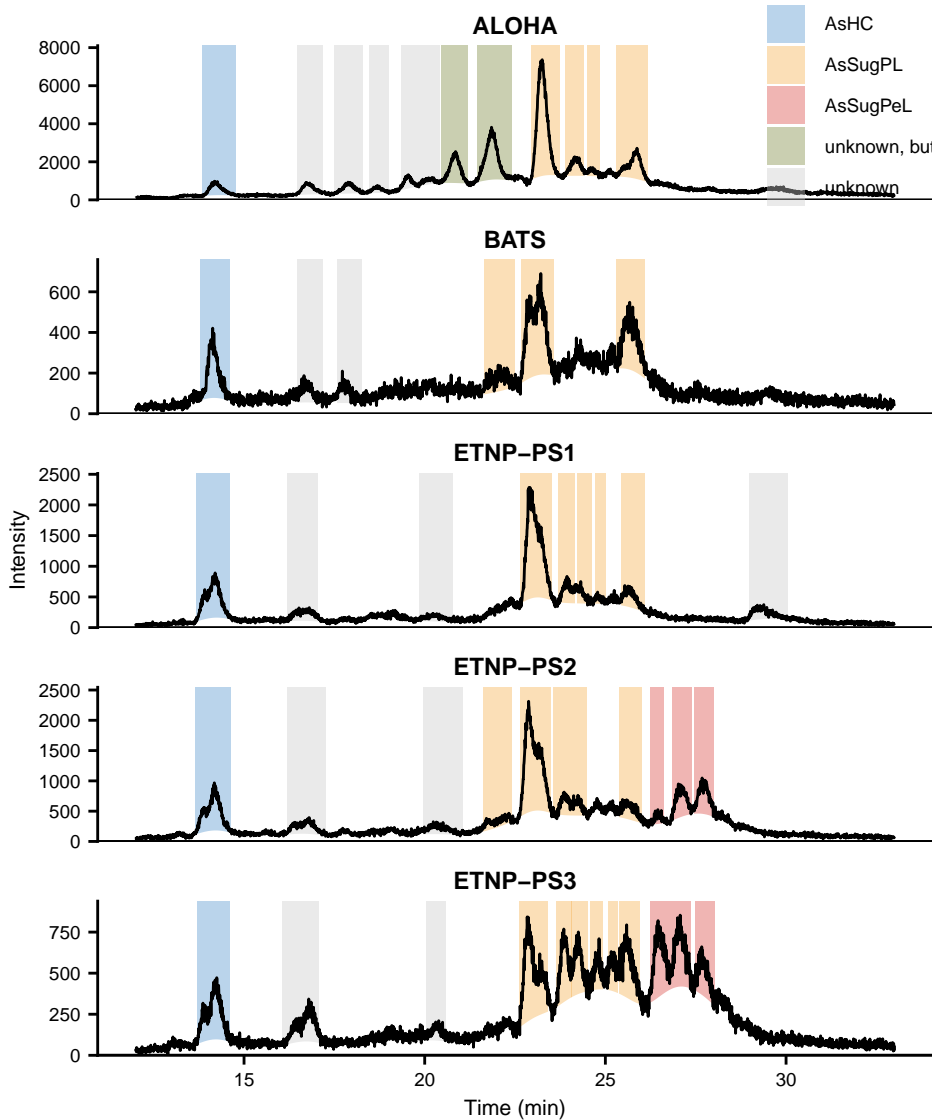 ALOHA
AsHC
AsSugPL
AsSugPeL
unknown, but
unknown
8000
6000
4000
2000
0
BATS
600
400
200
0
ETNP−PS1
2500
2000
1500
1000
500
0
Intensity
ETNP−PS2
2500
2000
1500
1000
500
0
ETNP−PS3
750
500
250
0
15 20 25 30
Time (min)